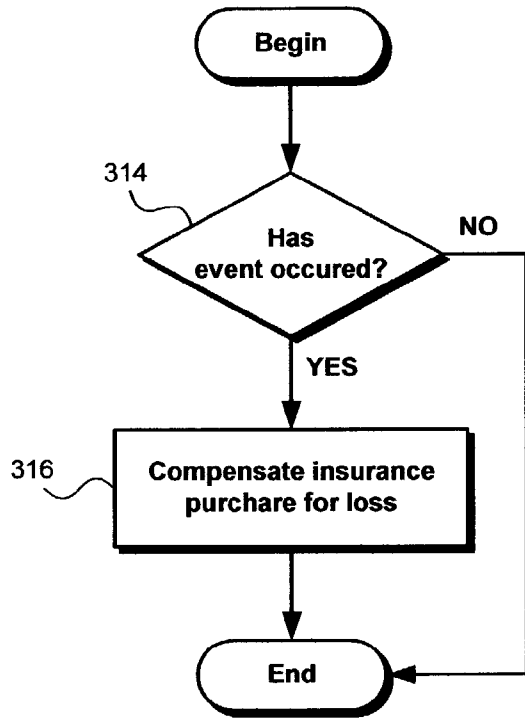 Begin
314
Has
event occured?
NO
YES
316
Compensate insurance
purchare for loss
End